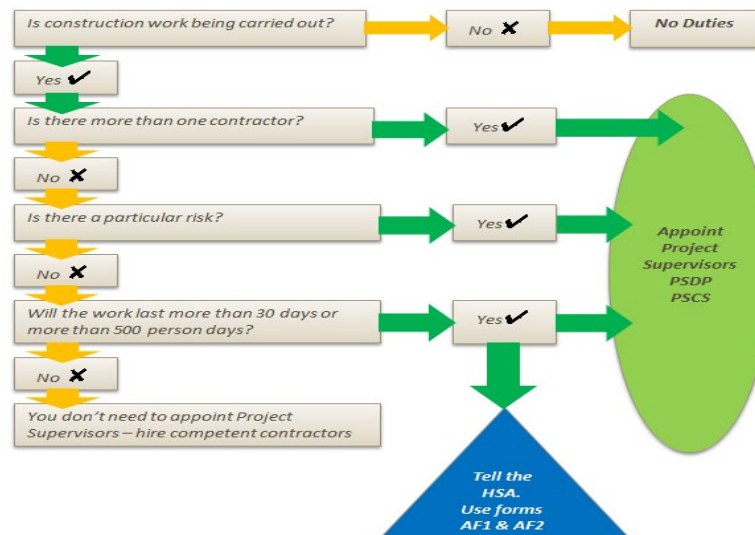 Is construction work being carried out?
No ✘
No Duties
Yes ✔
Is there more than one contractor?
Yes ✔
No ✘
Is there a particular risk?
Yes ✔
Appoint
Project
Supervisors
PSDP
PSCS
No ✘
Will the work last more than 30 days or
more than 500 person days?
Yes ✔
No ✘
You don’t need to appoint Project
Supervisors – hire competent contractors
Tell the
HSA.
Use forms
AF1 & AF2